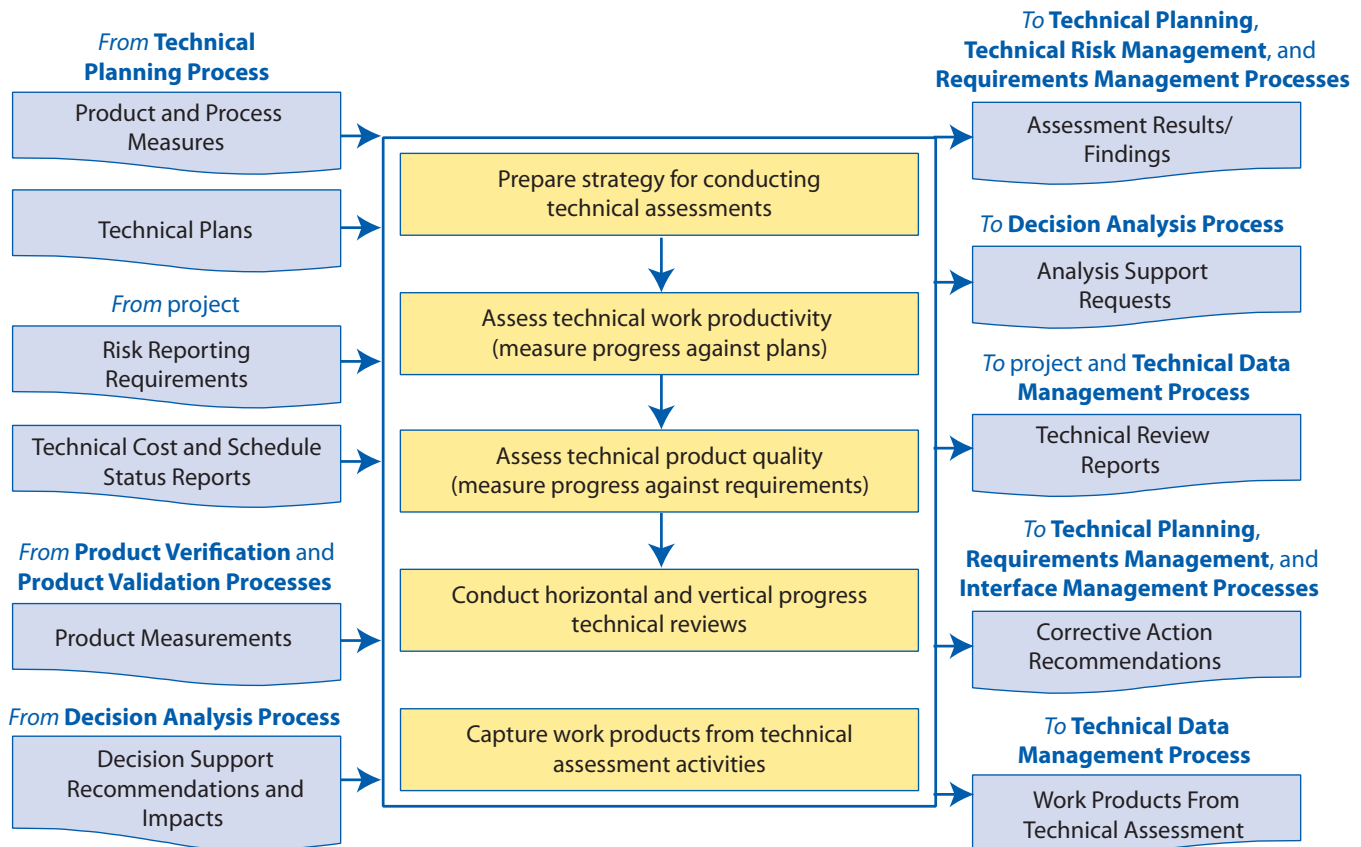 From Technical
Planning Process
Product and Process
Measures
Technical Plans
From project
Risk Reporting
Requirements
Technical Cost and Schedule
Status Reports
From Product Verification and
Product Validation Processes
Product Measurements
From Decision Analysis Process
Decision Support
Recommendations and
Impacts
Prepare strategy for conducting
technical assessments
Assess technical work productivity
(measure progress against plans)
Assess technical product quality
(measure progress against requirements)
Conduct horizontal and vertical progress
technical reviews
Capture work products from technical
assessment activities
To Technical Planning,
Technical Risk Management, and
Requirements Management Processes
Assessment Results/
Findings
To Decision Analysis Process
Analysis Support
Requests
To project and Technical Data
Management Process
Technical Review
Reports
To Technical Planning,
Requirements Management, and
Interface Management Processes
Corrective Action
Recommendations
To Technical Data
Management Process
Work Products From
Technical Assessment